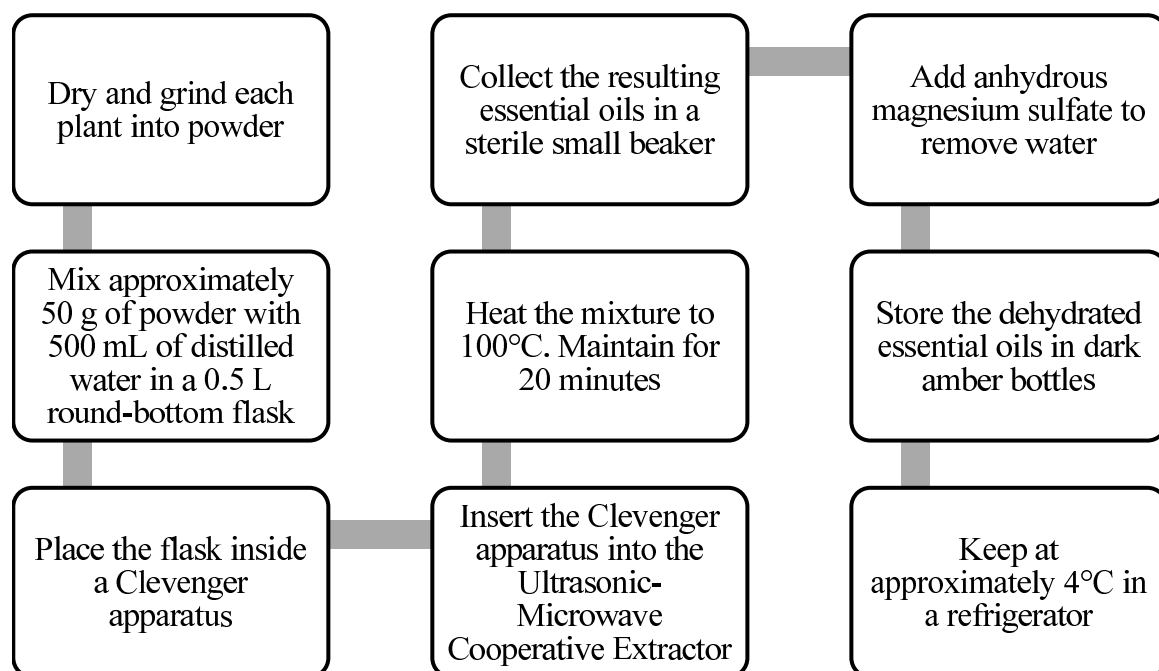 Dry and grind each
plant into powder
Mix approximately
50 g of powder with
500 mL of distilled
water in a 0.5 L
round-bottom flask
Place the flask inside
a Clevenger
apparatus
Insert the Clevenger
apparatus into the
Ultrasonic-
Microwave
Cooperative Extractor
Heat the mixture to
100°C. Maintain for
20 minutes
Collect the resulting
essential oils in a
sterile small beaker
Add anhydrous
magnesium sulfate to
remove water
Store the dehydrated
essential oils in dark
amber bottles
Keep at
approximately 4°C in
a refrigerator